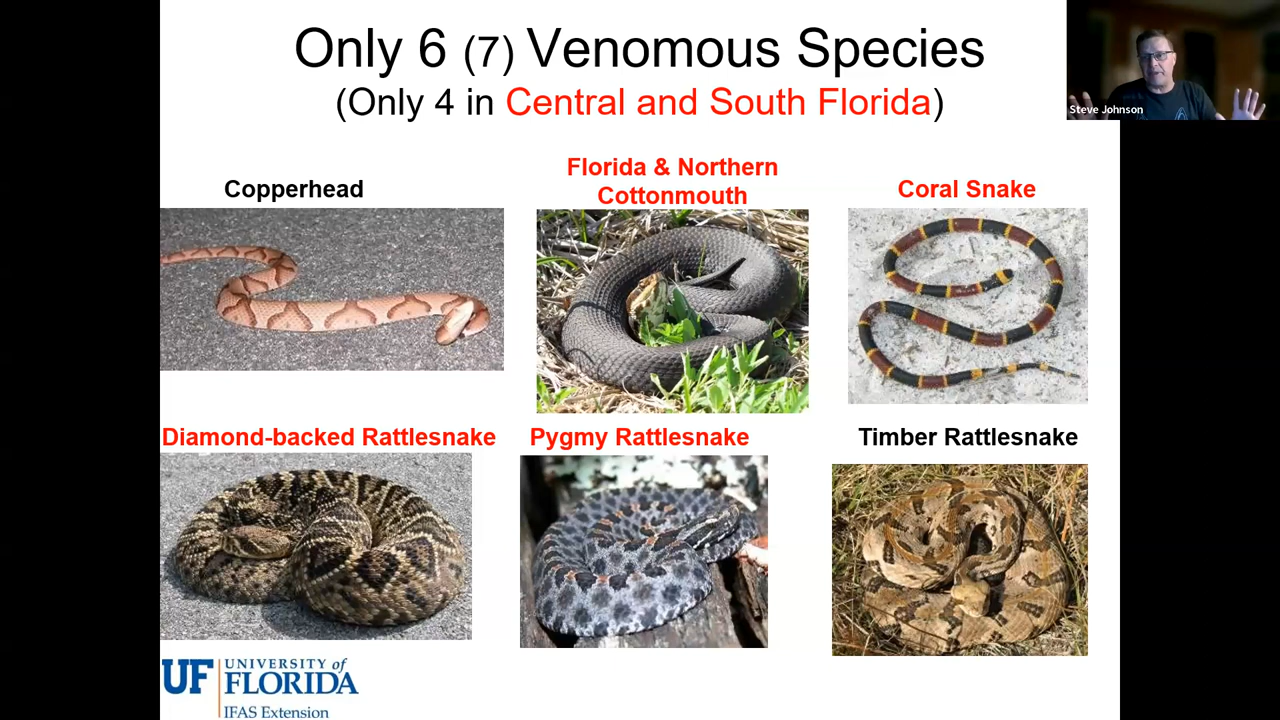 Only 6 (7) Venomous Species
(Only 4 in Central and South Florida)
Steve Johnson
Copperhead
Florida & Northern
Cottonmouth
Coral Snake
Diamond-backed Rattlesnake
Pygmy Rattlesnake
Timber Rattlesnake
UF UNIVERSITY of
FLORIDA
IFAS Extension